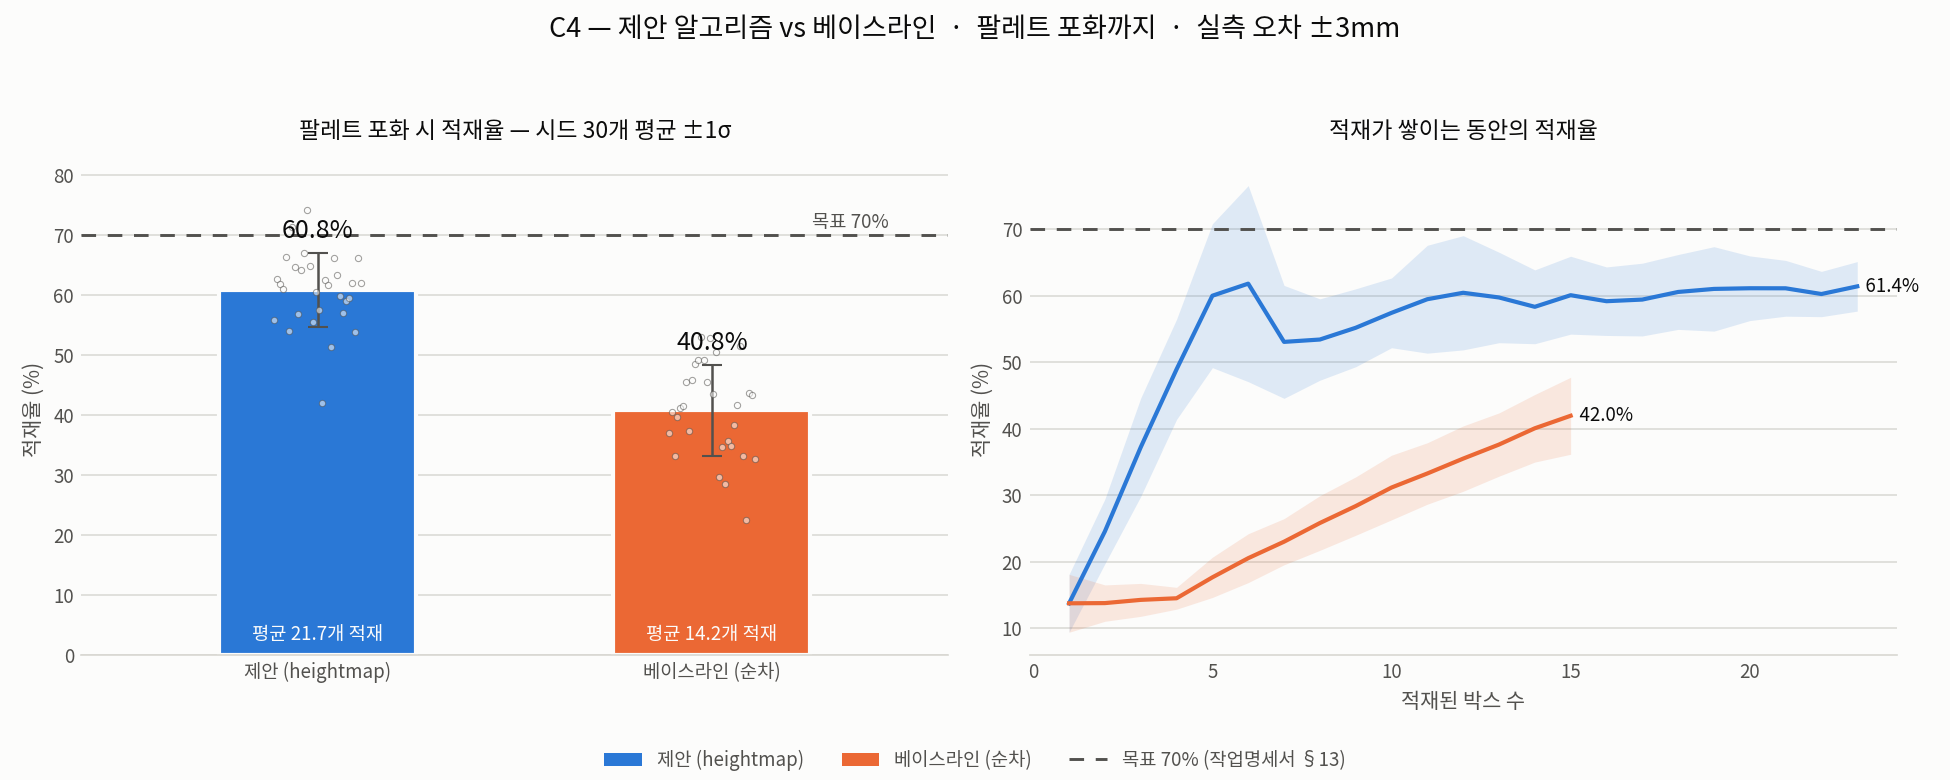 C4 — 제안 알고리즘 vs 베이스라인 · 팔레트 포화까지 · 실측 오차 ±3mm
팔레트 포화 시 적재율 — 시드 30개 평균 ±1σ
적재율 (%)
80
70
60
50
40
30
20
10
0
60.8%
40.8%
목표 70%
평균 21.7개 적재
평균 14.2개 적재
제안 (heightmap)
베이스라인 (순차)
적재가 쌓이는 동안의 적재율
적재율 (%)
70
60
50
40
30
20
10
61.4%
42.0%
0
5
10
15
20
적재된 박스 수
제안 (heightmap)
베이스라인 (순차)
목표 70% (작업명세서 §13)